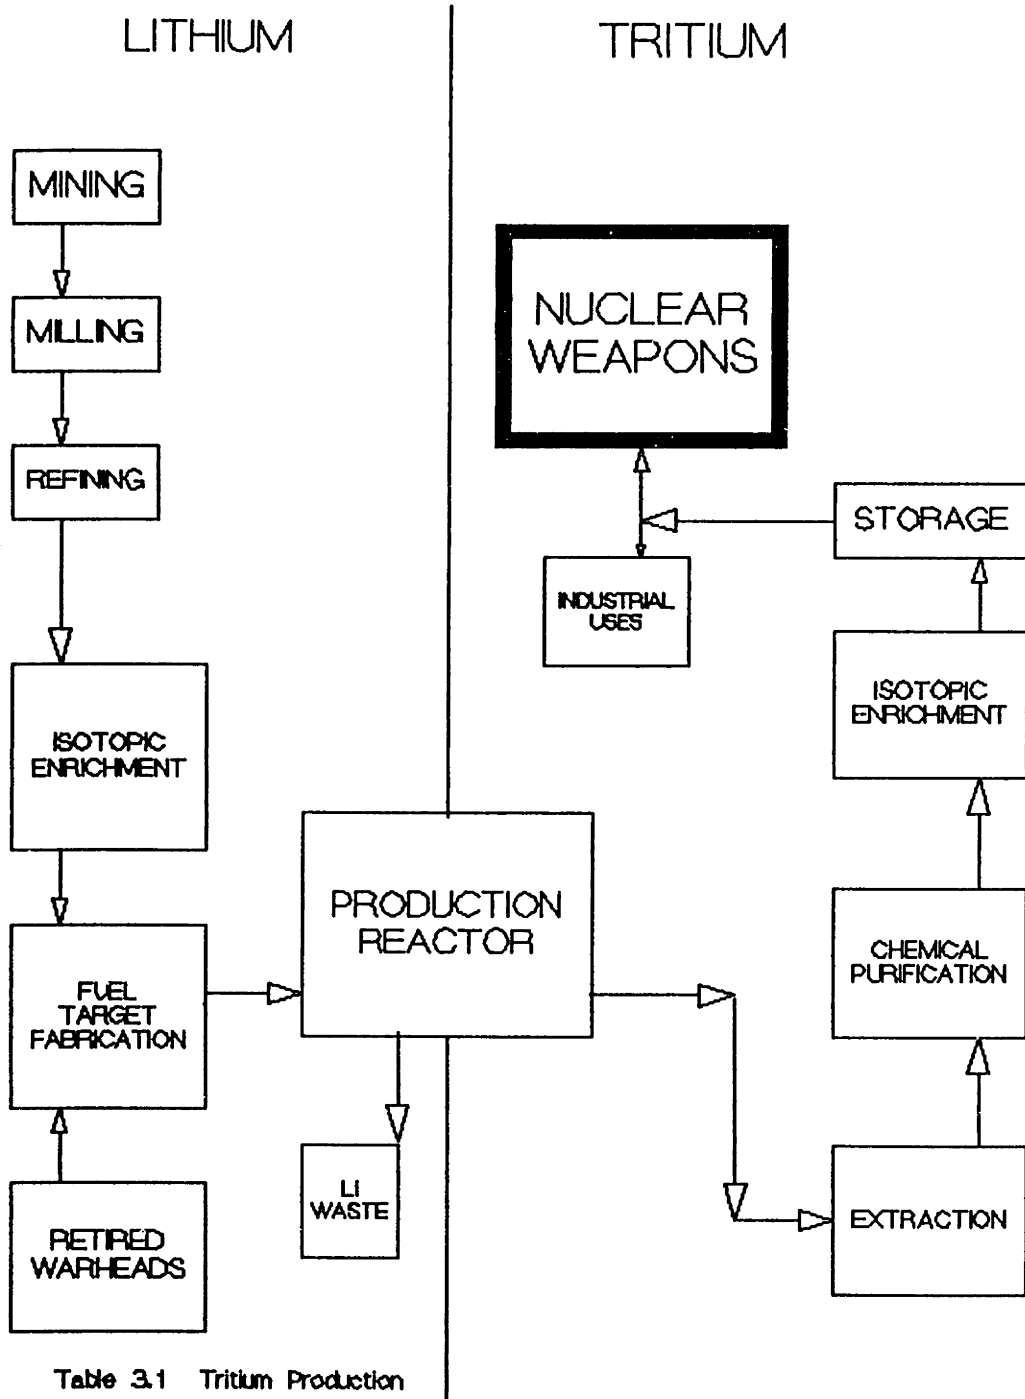 LITHIUM
TRITIUM
MINING
MILLING
REFINING
ISOTOPIC
ENRICHMENT
FUEL
TARGET
FABRICATION
RETIRED
WARHEADS
PRODUCTION
REACTOR
LI
WASTE
NUCLEAR
WEAPONS
INDUSTRIAL
USES
STORAGE
ISOTOPIC
ENRICHMENT
CHEMICAL
PURIFICATION
EXTRACTION
Table 3.1 Tritium Production